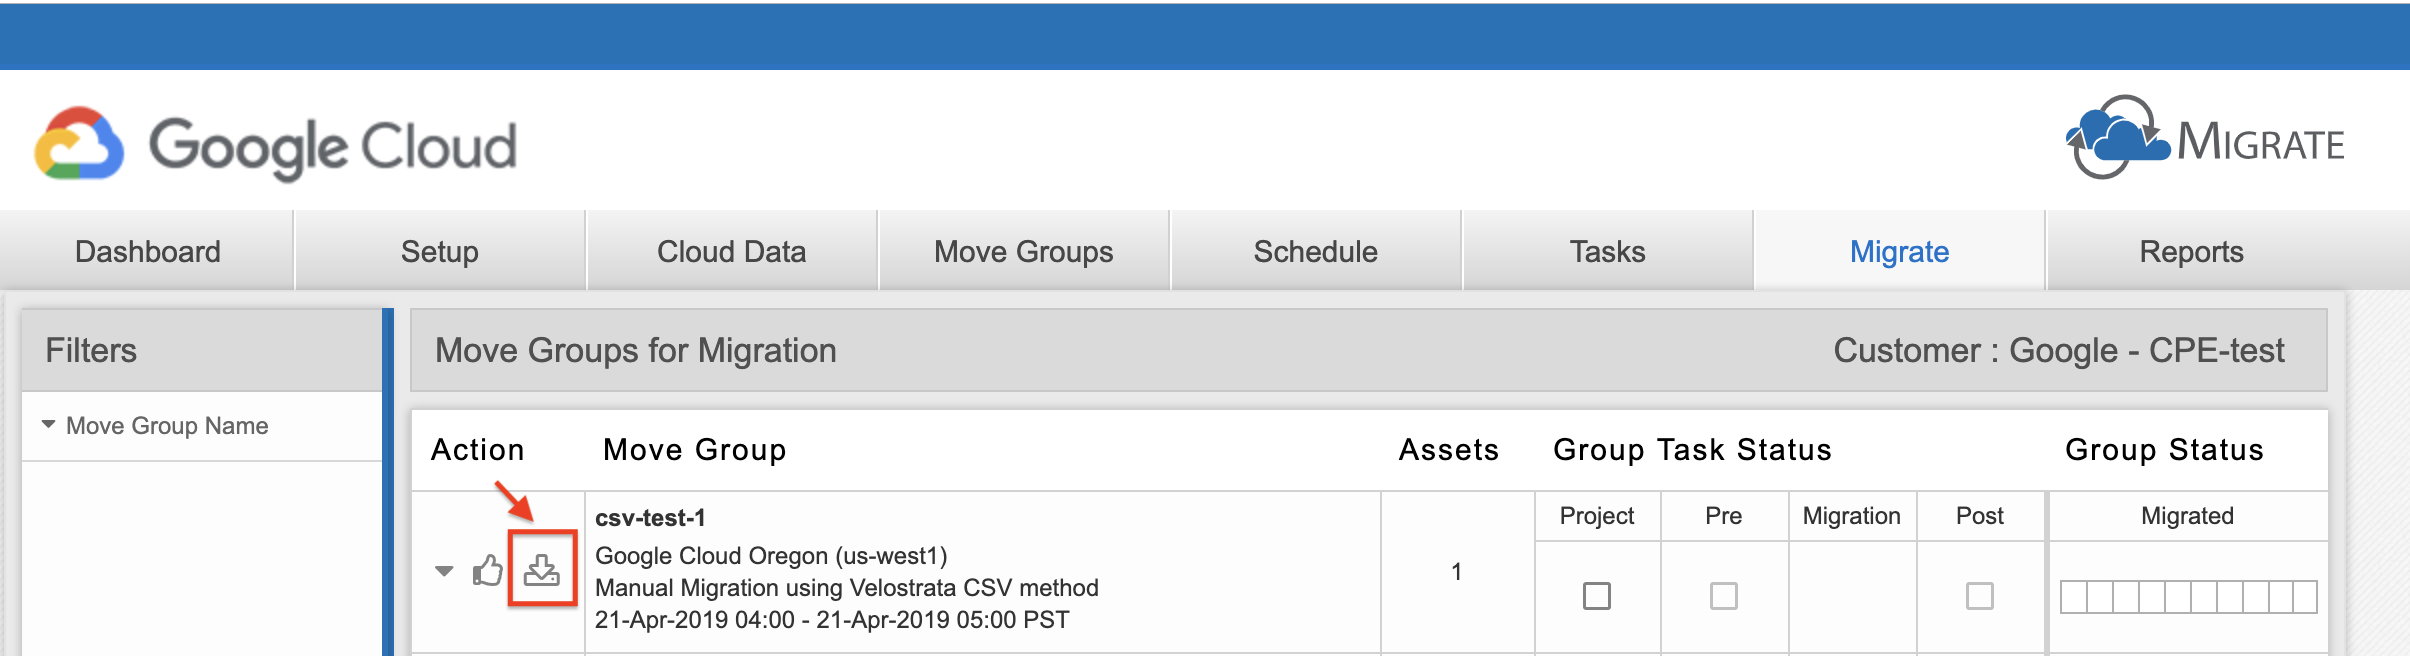 Google Cloud
MIGRATE
Dashboard
Setup
Cloud Data
Move Groups
Schedule
Tasks
Migrate
Reports
Filters
Move Group Name
Move Groups for Migration
Customer : Google - CPE-test
Action
Move Group
Assets
Group Task Status
Group Status
csv-test-1
Google Cloud Oregon (us-west1)
Manual Migration using Velostrata CSV method
21-Apr-2019 04:00 - 21-Apr-2019 05:00 PST
1
Project
Pre
Migration
Post
Migrated